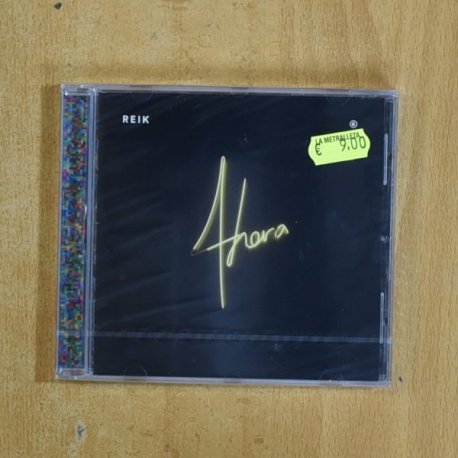 REIK
LA METRALLETA
€ 9,00
Ahora